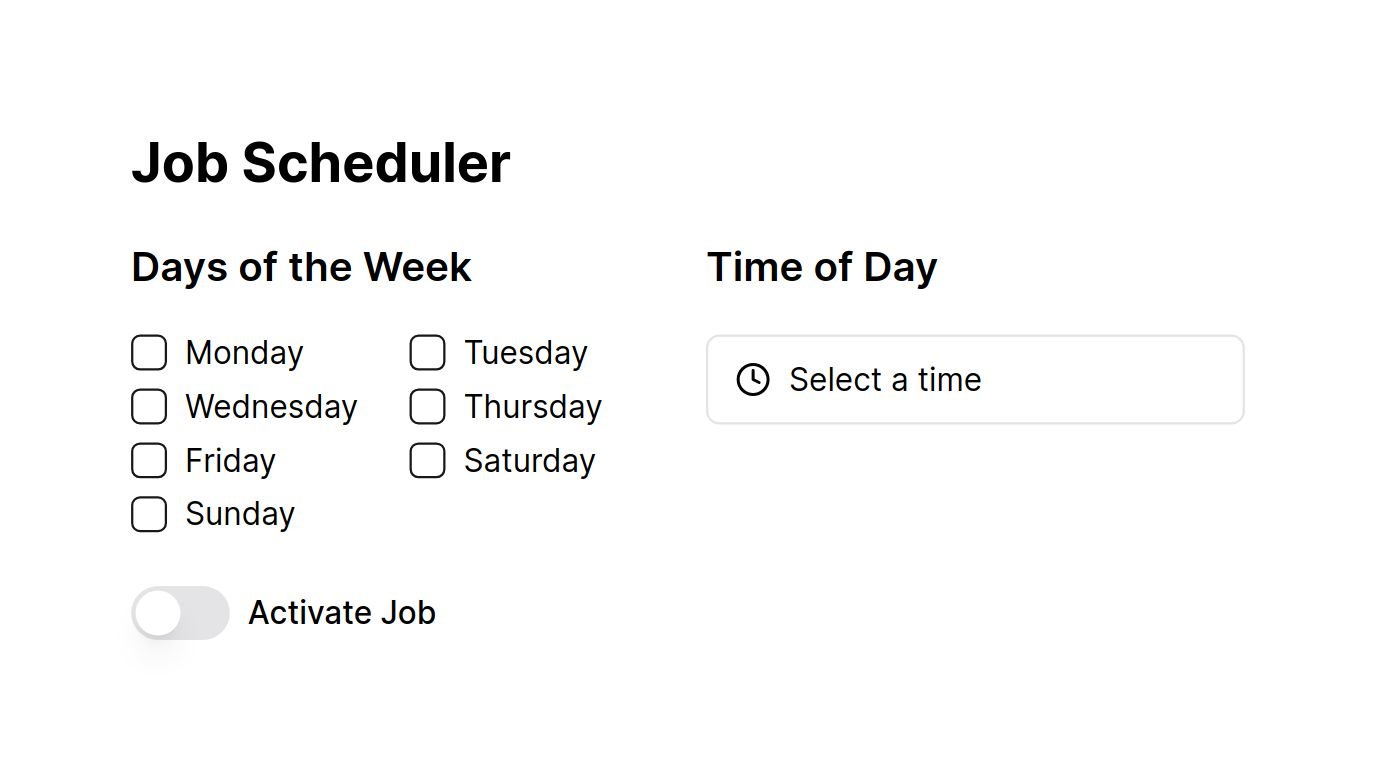 Job Scheduler
Days of the Week
Monday
Tuesday
Wednesday
Thursday
Friday
Saturday
Sunday
Time of Day
Select a time
Activate Job